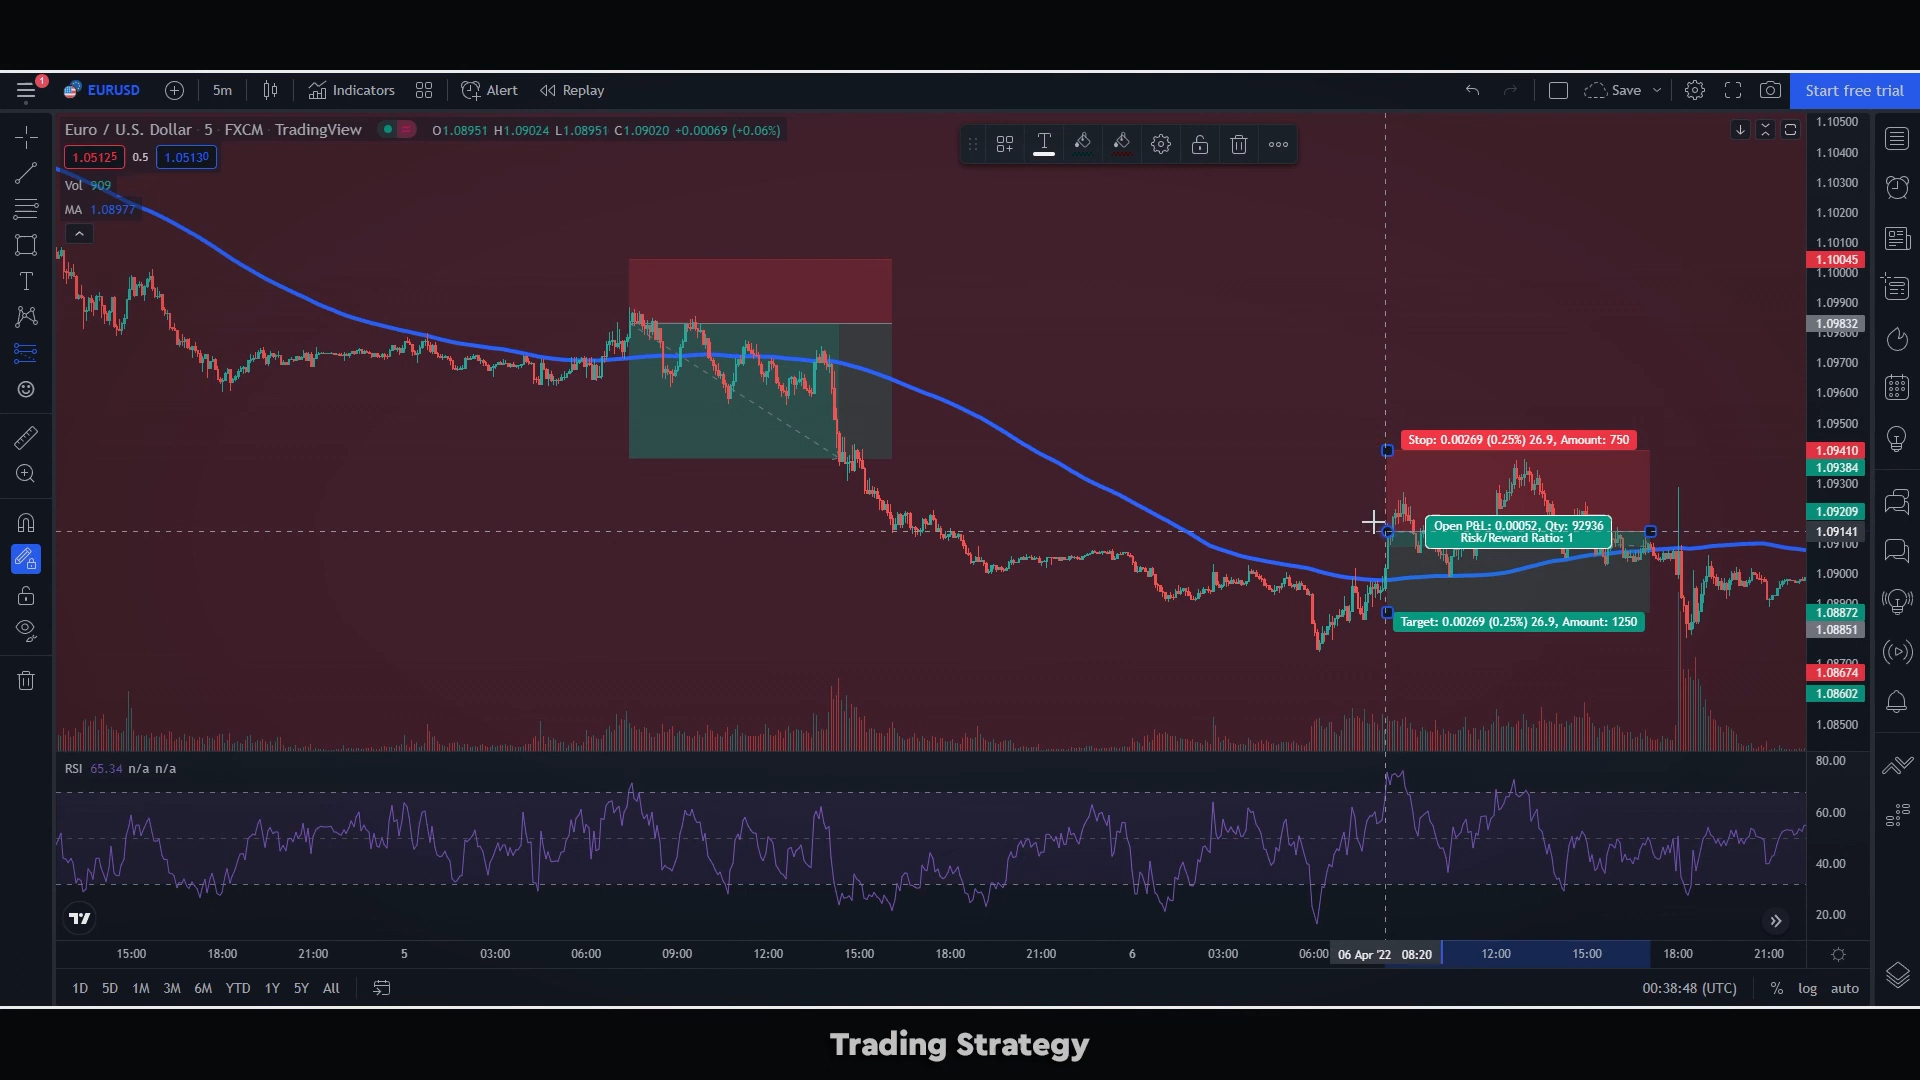 1
EURUSD 5m Indicators Alert Replay Save Start free trial
Euro / U.S. Dollar 5 FXCM TradingView O1.08951 H1.09024 L1.08951 C1.09020 +0.00069 (+0.06%)
1.05125 0.5 1.05130
Vol 909
MA 1.08977
T
1.10500
1.10400
1.10300
1.10200
1.10100
1.10045
1.10000
1.09900
1.09832
1.09700
1.09600
1.09500
1.09410
1.09384
1.09300
1.09209
1.09141
1.09100
1.09000
1.08872
1.08851
1.08674
1.08602
1.08500
Stop: 0.00269 (0.25%) 26.9, Amount: 750
Open P&L: 0.00052, Qty: 92936
Risk/Reward Ratio: 1
Target: 0.00269 (0.25%) 26.9, Amount: 1250
RSI 65.34 n/a n/a
80.00
60.00
40.00
20.00
15:00 18:00 21:00 5 03:00 06:00 09:00 12:00 15:00 18:00 21:00 6 03:00 06:00 06 Apr '22 08:20 12:00 15:00 18:00 21:00
1D 5D 1M 3M 6M YTD 1Y 5Y All 00:38:48 (UTC) % log auto
Trading Strategy